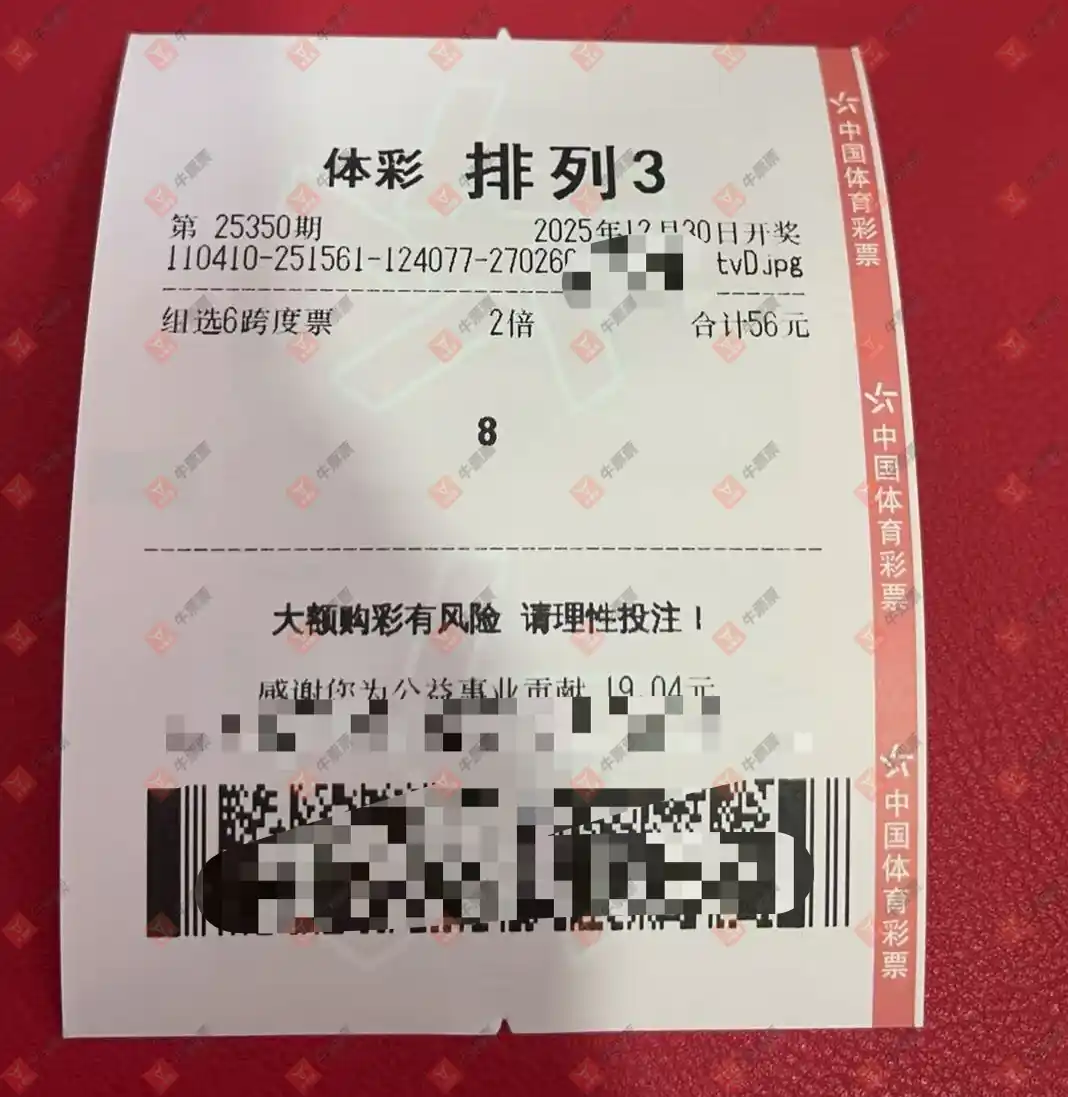 体彩 排列3
第 25350期 2025年12月30日开奖
110410-251561-124077-27026 tvDjpg
组选6跨度票 2倍 合计56元
8
大额购彩有风险 请理性投注！
感谢您为公益事业贡献 19.04元
中国体育彩票
中国体育彩票
中国体育彩票
牛票票